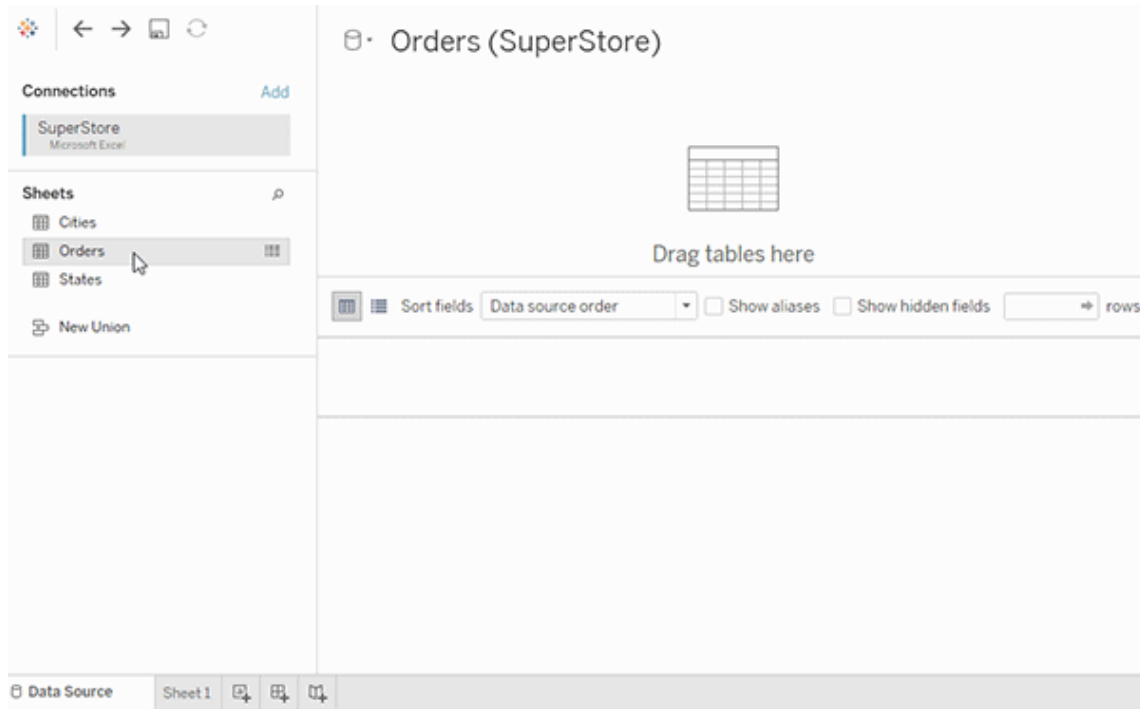 Orders (SuperStore)
Connections Add
SuperStore
Microsoft Excel
Sheets
Cities
Orders
States
New Union
Drag tables here
Sort fields Data source order Show aliases Show hidden fields rows
Data Source Sheet 1